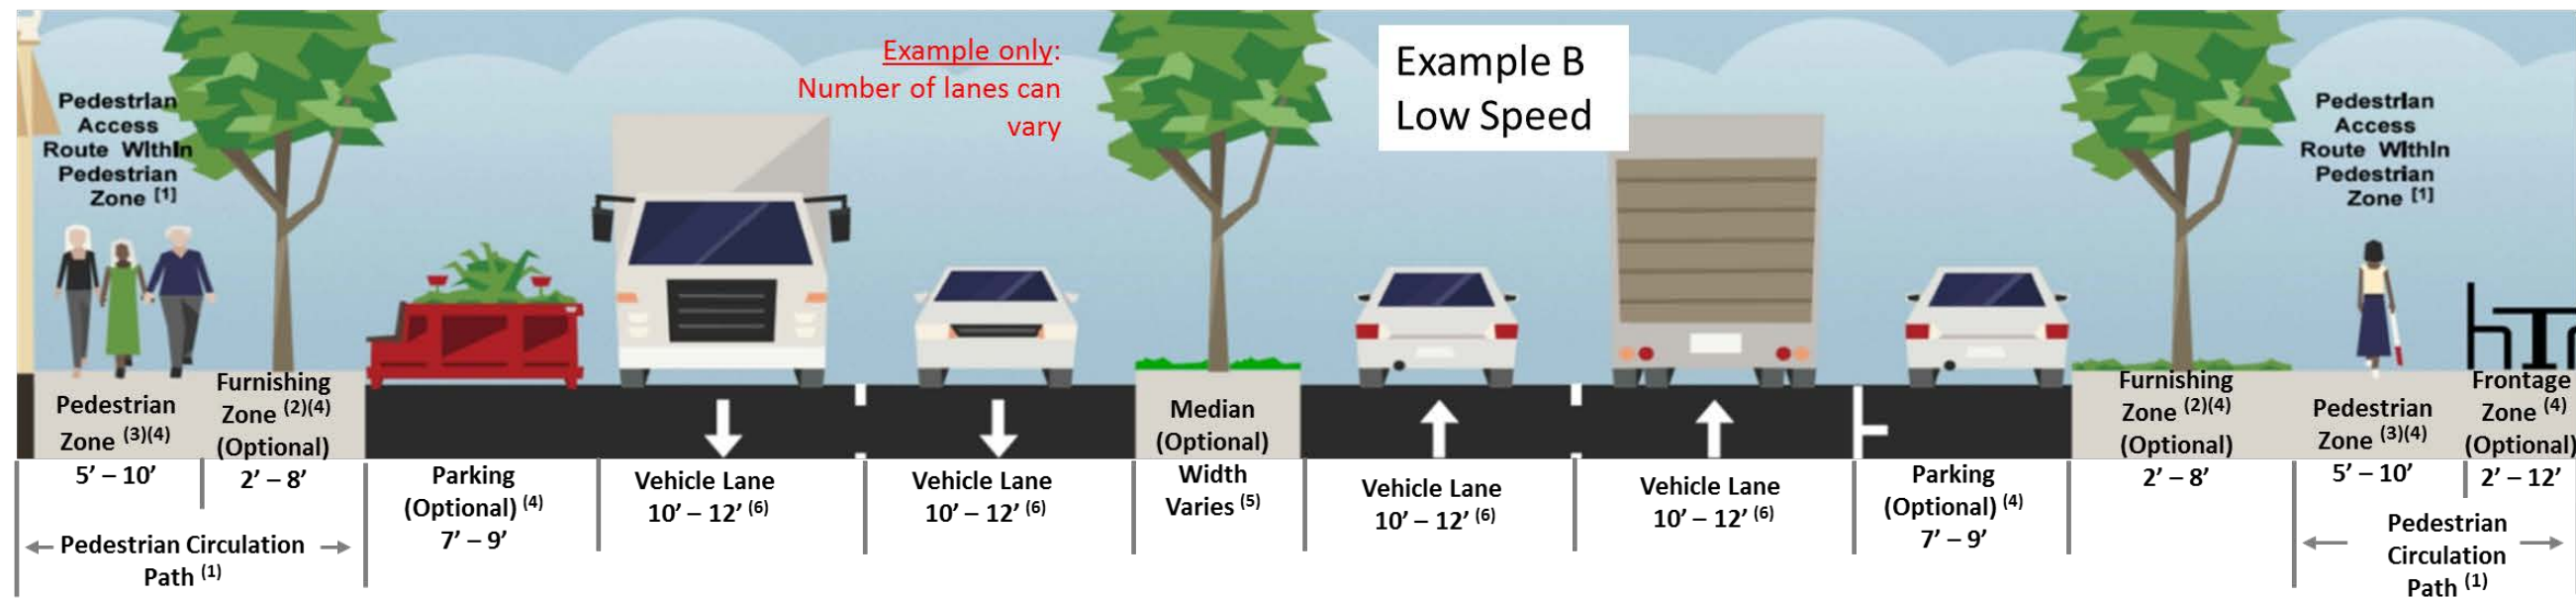 Example only:
Number of lanes can
vary
Example B
Low Speed
Pedestrian
Access
Route Within
Pedestrian
Zone [1]
Pedestrian
Access
Route Within
Pedestrian
Zone [1]
Pedestrian
Zone (3)(4)
5’ – 10’
Furnishing
Zone (2)(4)
(Optional)
2’ – 8’
Pedestrian Circulation
Path (1)
Parking
(Optional) (4)
7’ – 9’
Vehicle Lane
10’ – 12’ (6)
Vehicle Lane
10’ – 12’ (6)
Median
(Optional)
Width
Varies (5)
Vehicle Lane
10’ – 12’ (6)
Vehicle Lane
10’ – 12’ (6)
Parking
(Optional) (4)
7’ – 9’
Furnishing
Zone (2)(4)
(Optional)
2’ – 8’
Pedestrian
Zone (3)(4)
5’ – 10’
Frontage
Zone (4)
(Optional)
2’ – 12’
Pedestrian
Circulation
Path (1)